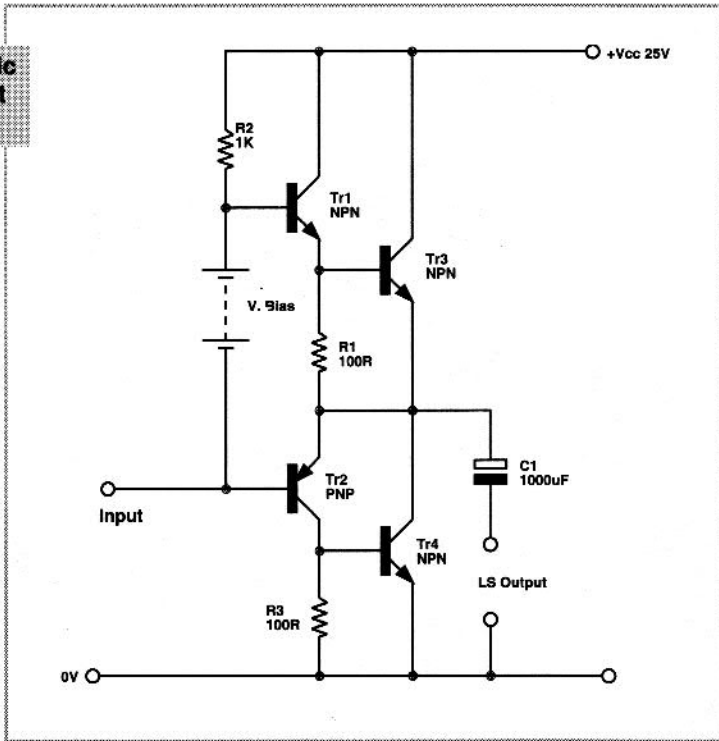 +Vcc 25V
R2
1K
Tr1
NPN
Tr3
NPN
V. Bias
R1
100R
Tr2
PNP
C1
1000uF
Input
Tr4
NPN
LS Output
R3
100R
0V